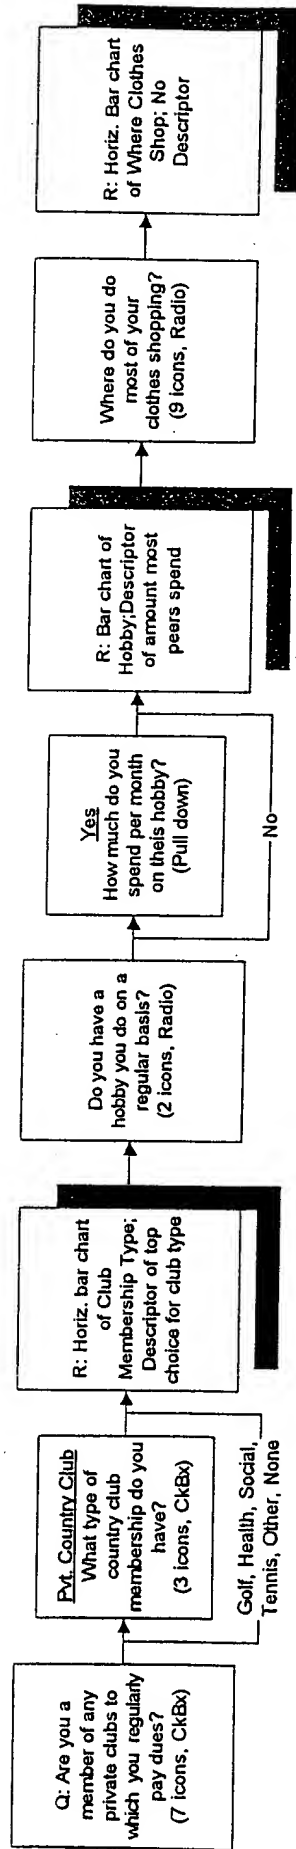 Q: Are you a
member of any
private clubs to
which you regularly
pay dues?
(7 icons, CkBx)
Pvt. Country Club
What type of
country club
membership do you
have?
(3 icons, CkBx)
Golf, Health, Social,
Tennis, Other, None
R: Horiz. bar chart
of Club
Membership Type;
Descriptor of top
choice for club type
Do you have a
hobby you do on a
regular basis?
(2 icons, Radio)
Yes
How much do you
spend per month
on theis hobby?
(Pull down)
No
R: Bar chart of
Hobby;Descriptor
of amount most
peers spend
Where do you do
most of your
clothes shopping?
(9 icons, Radio)
R: Horiz. Bar chart
of Where Clothes
Shop; No
Descriptor